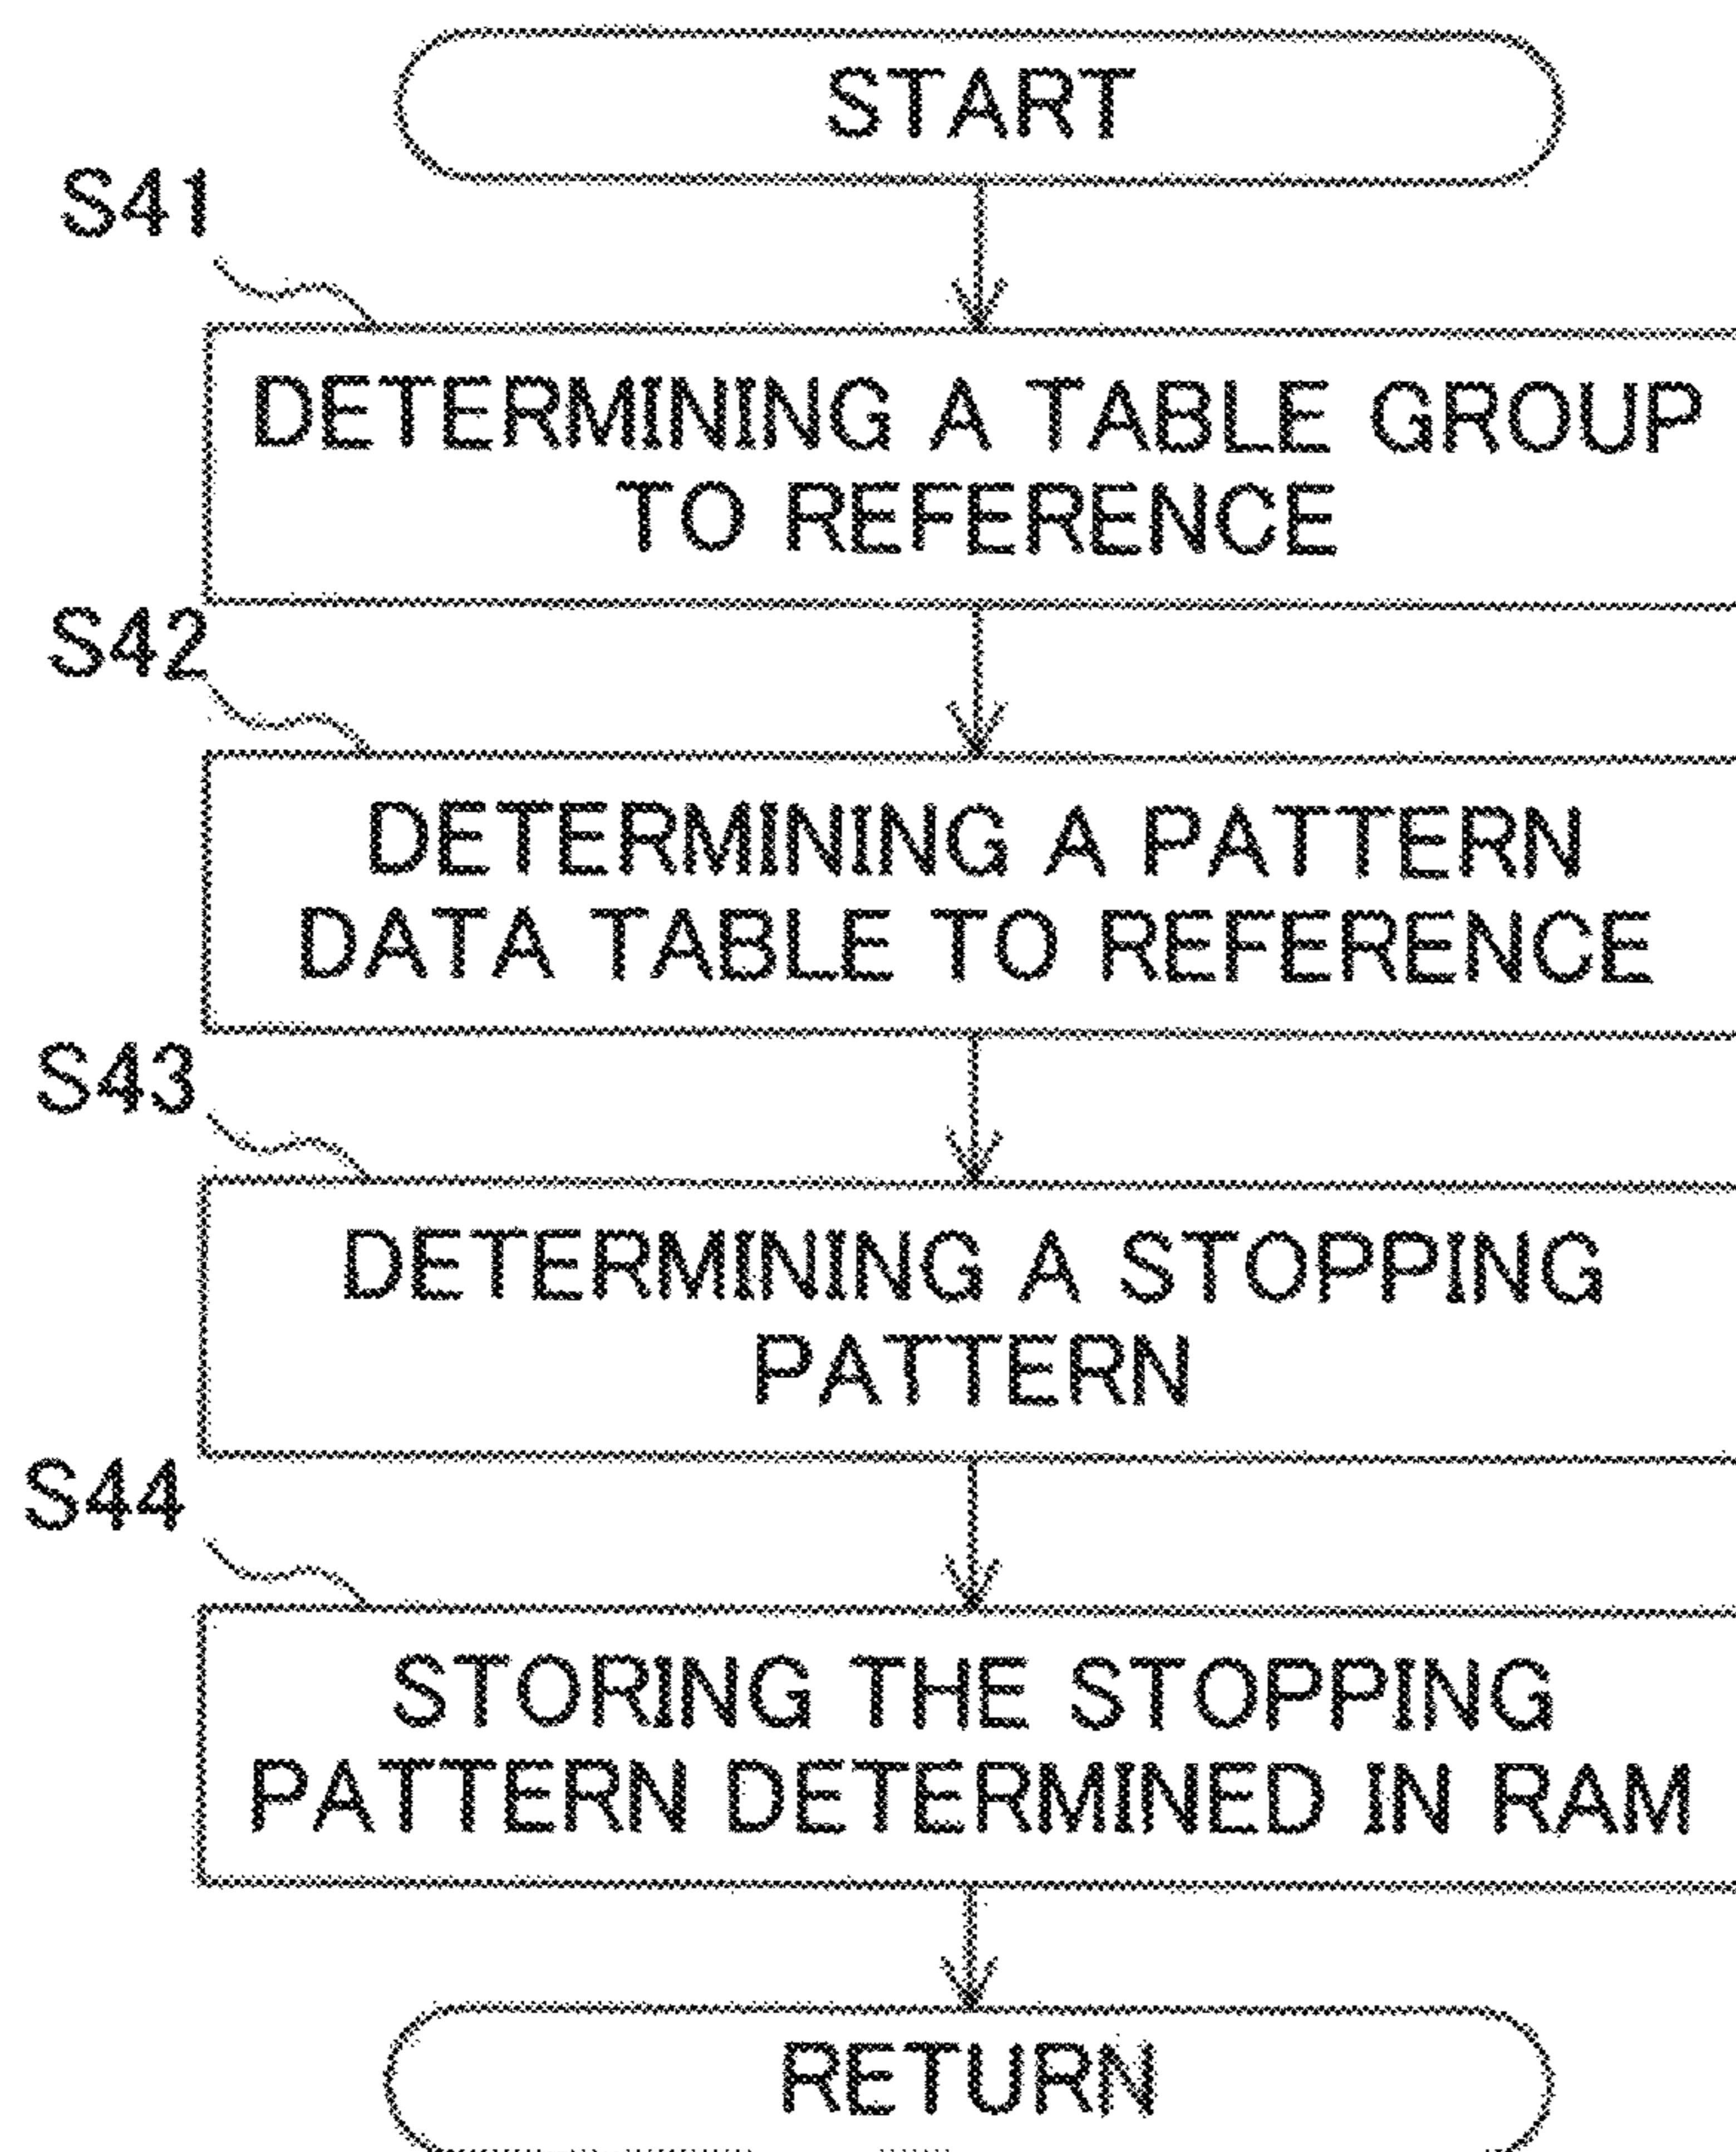 START
S41
DETERMINING A TABLE GROUP
TO REFERENCE
S42
DETERMINING A PATTERN
DATA TABLE TO REFERENCE
S43
DETERMINING A STOPPING
PATTERN
S44
STORING THE STOPPING
PATTERN DETERMINED IN RAM
RETURN